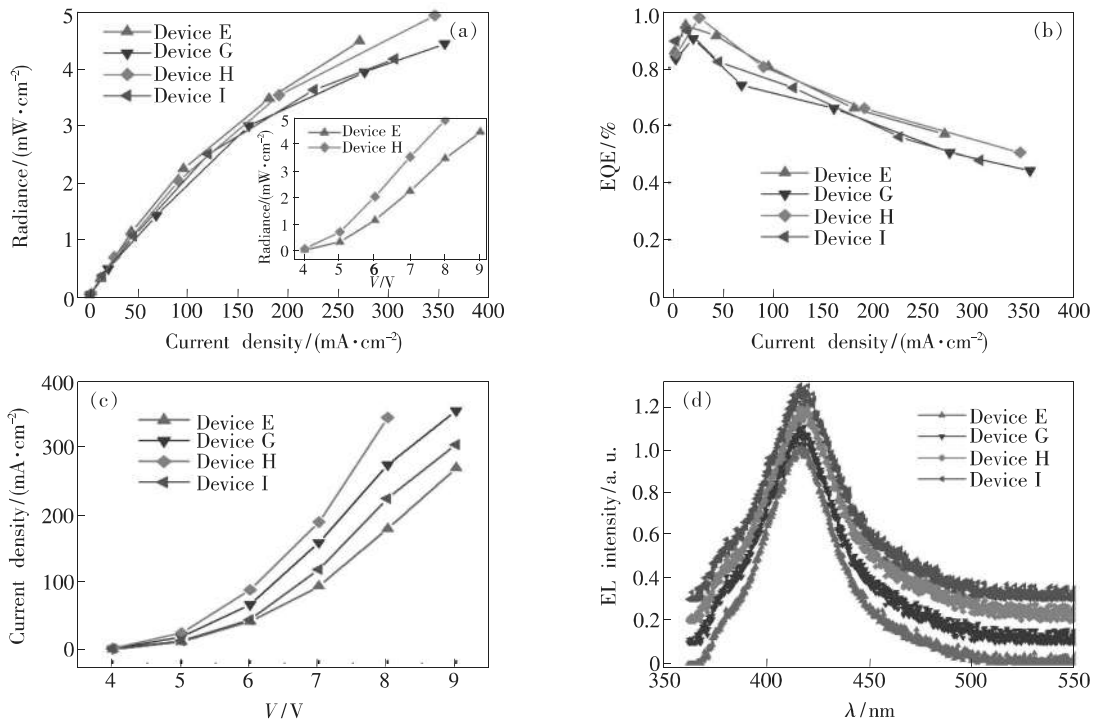 (a)
5
4
3
2
1
0
Radiance/(mW·cm⁻²)
Device E
Device G
Device H
Device I
0 50 100 150 200 250 300 350 400
Current density/(mA·cm⁻²)
5
4
3
2
1
0
Radiance/(mW·cm⁻²)
Device E
Device H
4 5 6 7 8 9
V/V
(b)
1.0
0.8
0.6
0.4
0.2
0
EQE/%
Device E
Device G
Device H
Device I
0 50 100 150 200 250 300 350 400
Current density/(mA·cm⁻²)
(c)
400
300
200
100
0
Current density/(mA·cm⁻²)
Device E
Device G
Device H
Device I
4 5 6 7 8 9
V/V
(d)
1.2
1.0
0.8
0.6
0.4
0.2
0
EL intensity/a. u.
Device E
Device G
Device H
Device I
350 400 450 500 550
λ/nm